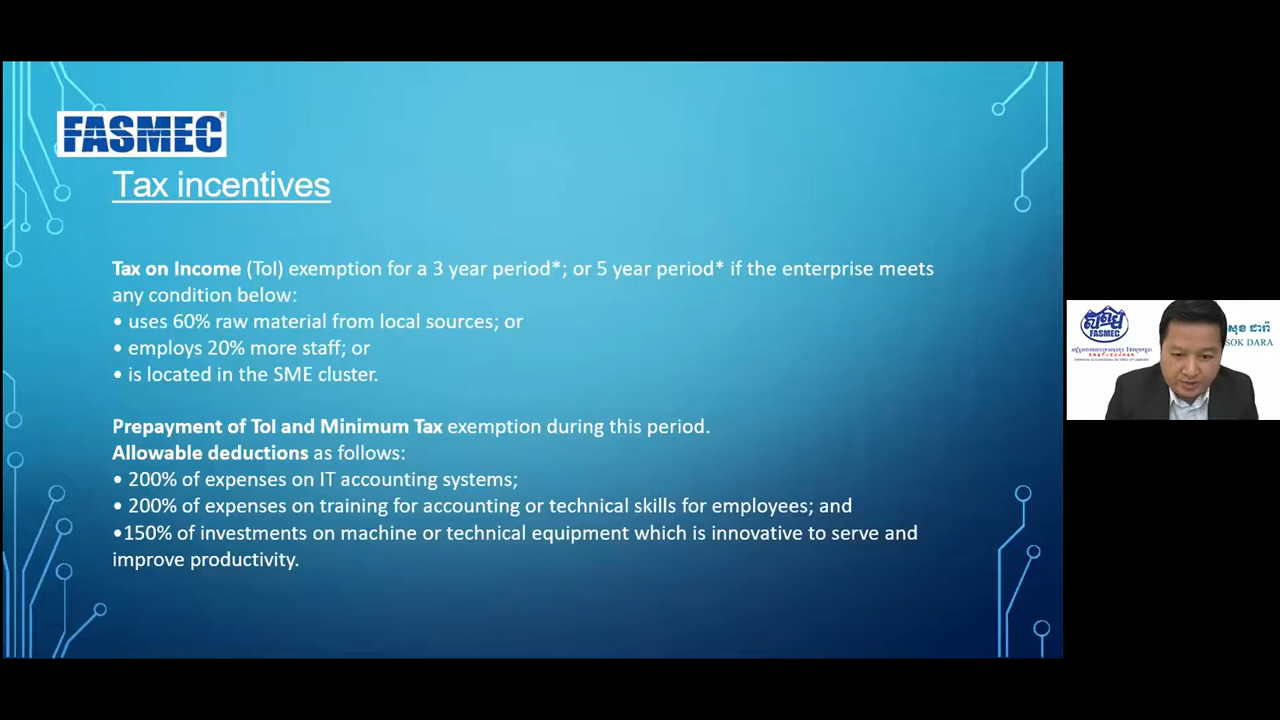 FASMEC®
Tax incentives
Tax on Income (ToI) exemption for a 3 year period*; or 5 year period* if the enterprise meets
any condition below:
• uses 60% raw material from local sources; or
• employs 20% more staff; or
• is located in the SME cluster.
Prepayment of ToI and Minimum Tax exemption during this period.
Allowable deductions as follows:
• 200% of expenses on IT accounting systems;
• 200% of expenses on training for accounting or technical skills for employees; and
•150% of investments on machine or technical equipment which is innovative to serve and
improve productivity.
FASMEC
សុខ ដារ៉ា
SOK DARA